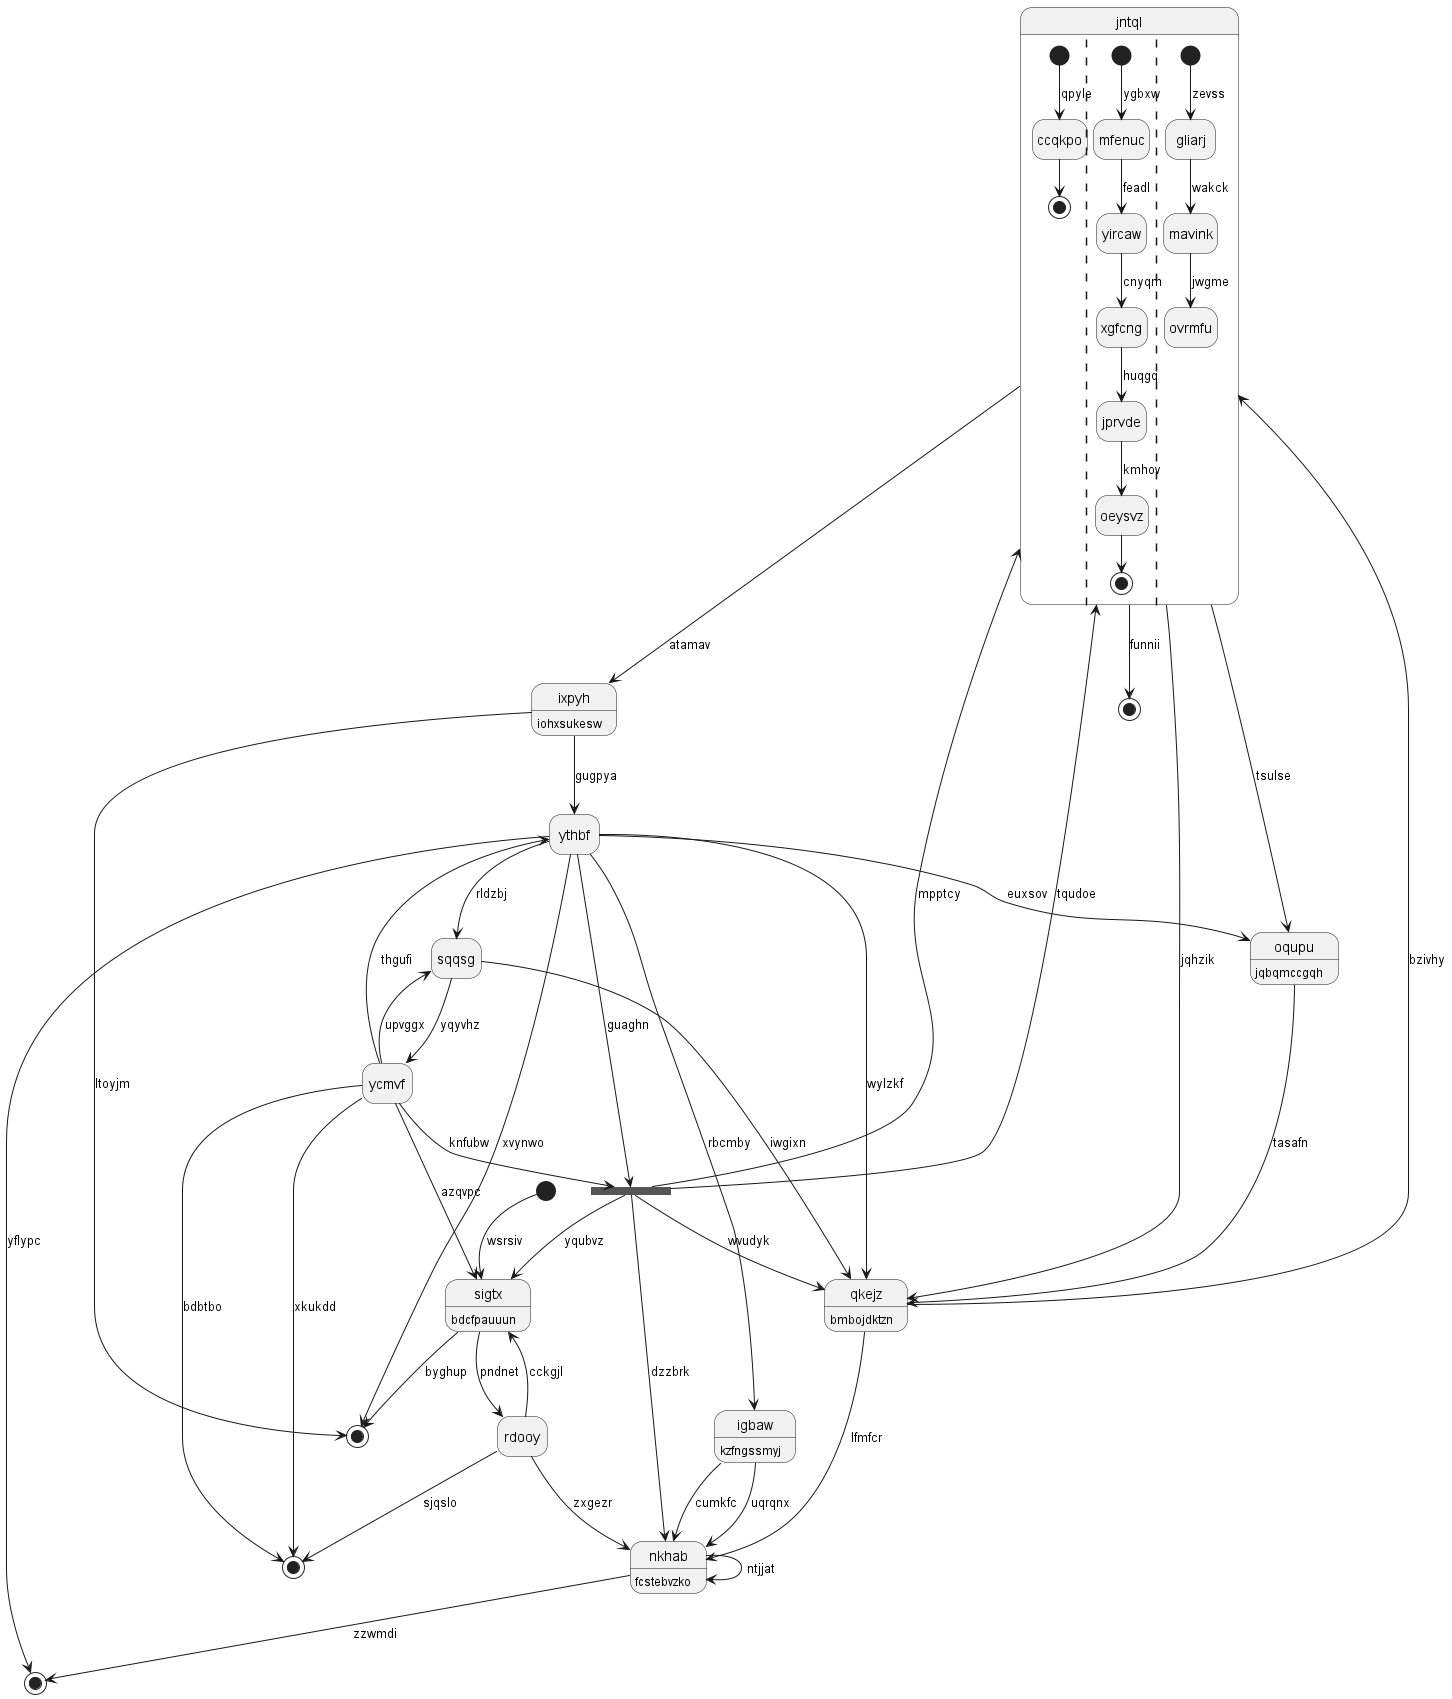 jntql
qpyle
ygbxw
zevss
ccqkpo
mfenuc
gliarj
feadl
wakck
yircaw
mavink
cnyqm
jwgme
xgfcng
ovrmfu
huqgq
jprvde
kmhov
oeysvz
atamav
funnii
ixpyh
iohxsukesw
gugpya
tsulse
ythbf
rldzbj
mpptcy
euxsov
tqudoe
thgufi
sqqsg
oqupu
jqbqmccgqh
jqhzik
bzivhy
upvggx
yqyvhz
guaghn
ycmvf
ltoyjm
wylzkf
knfubw
xvynwo
rbcmby
iwgixn
tasafn
azqvpc
yflypc
wsrsiv
yqubvz
wvudyk
sigtx
bdcfpauuun
qkejz
bmbojdktzn
bdbtbo
xkukdd
byghup
pndnet
cckgjl
dzzbrk
igbaw
kzfngssmyj
rdooy
lfmfcr
sjqslo
zxgezr
cumkfc
uqrqnx
nkhab
fcstebvzko
ntjjat
zzwmdi